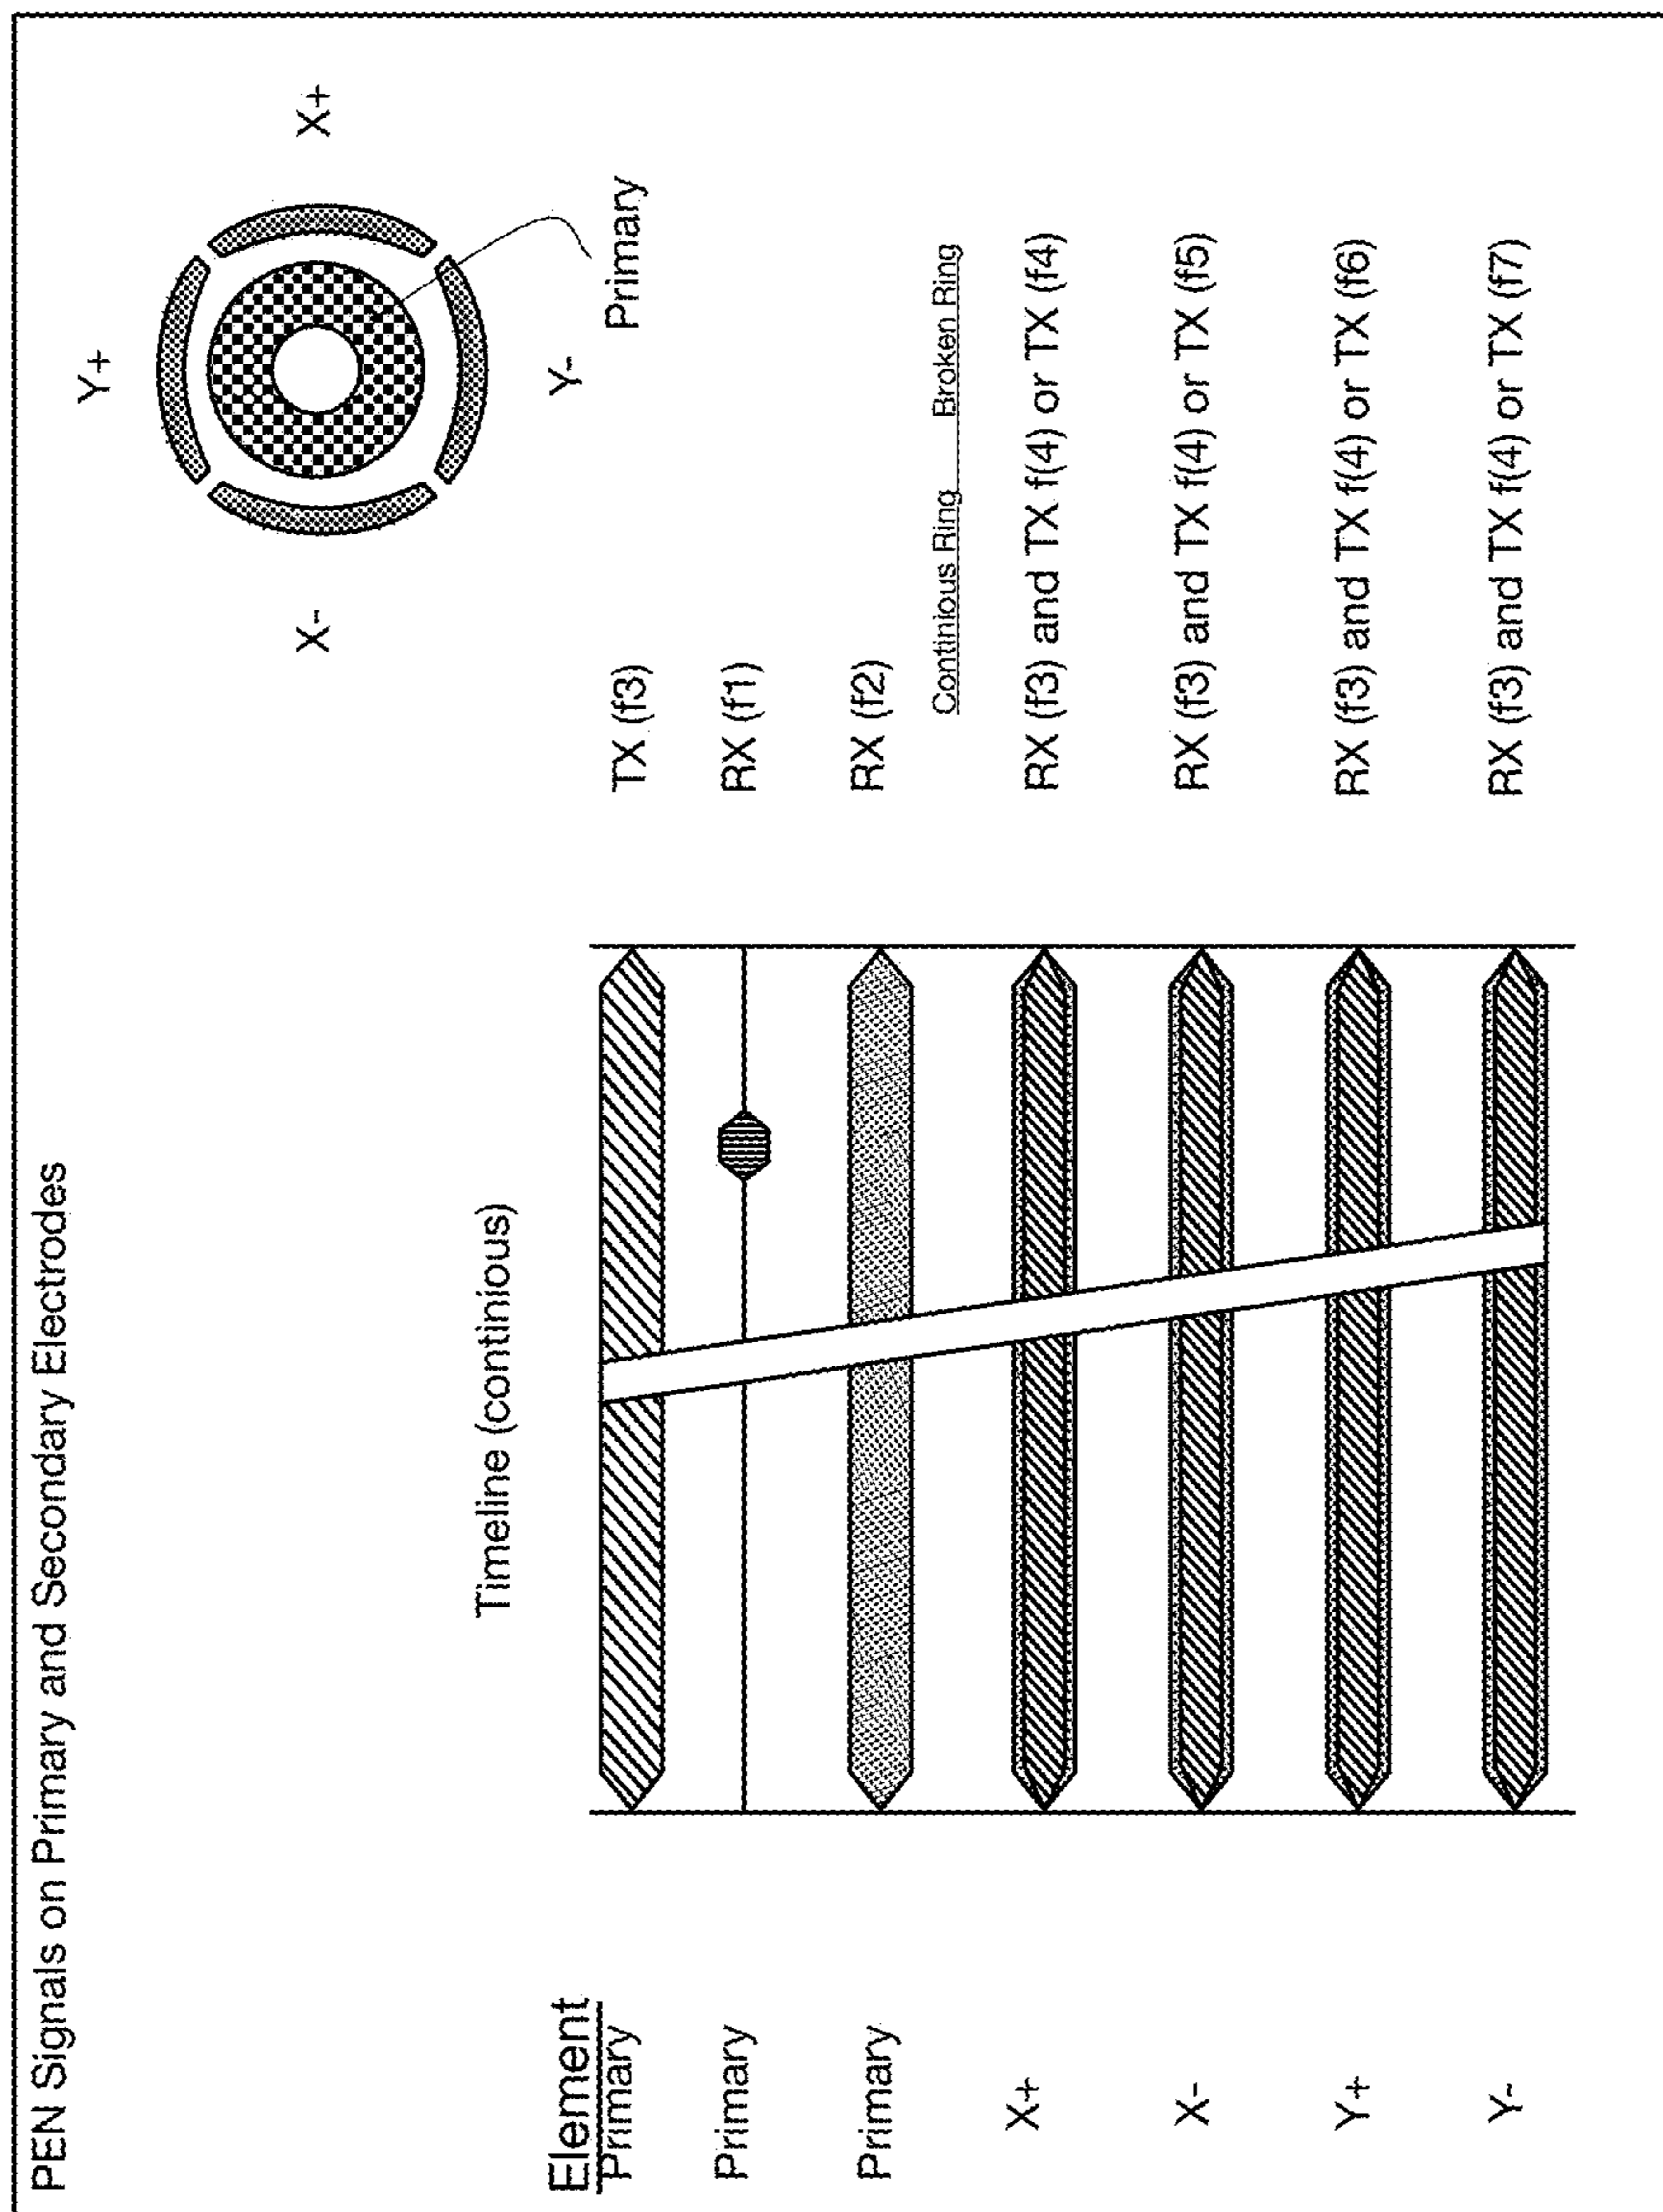 PEN Signals on Primary and Secondary Electrodes
Y+
X-
X+
Y-
Primary
Timeline (continious)
Element
Primary
TX (f3)
Primary
RX (f1)
Primary
RX (f2)
Continious Ring Broken Ring
X+
RX (f3) and TX f(4) or TX (f4)
X-
RX (f3) and TX f(4) or TX (f5)
Y+
RX (f3) and TX f(4) or TX (f6)
Y-
RX (f3) and TX f(4) or TX (f7)